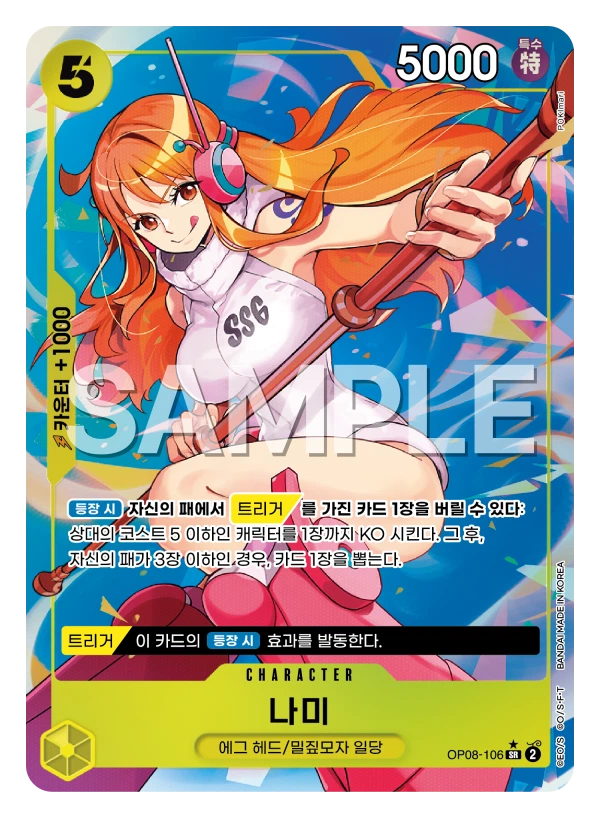 5
5000
특수
特
POKImari
카운터 +1000
SSG
SAMPLE
등장 시 자신의 패에서 트리거 를 가진 카드 1장을 버릴 수 있다:
상대의 코스트 5 이하인 캐릭터를 1장까지 KO 시킨다. 그 후,
자신의 패가 3장 이하인 경우, 카드 1장을 뽑는다.
트리거 이 카드의 등장 시 효과를 발동한다.
CHARACTER
나미
에그 헤드/밀짚모자 일당
OP08-106 SR 2
©E.O/S ©O/S·F·T BANDAI MADE IN KOREA